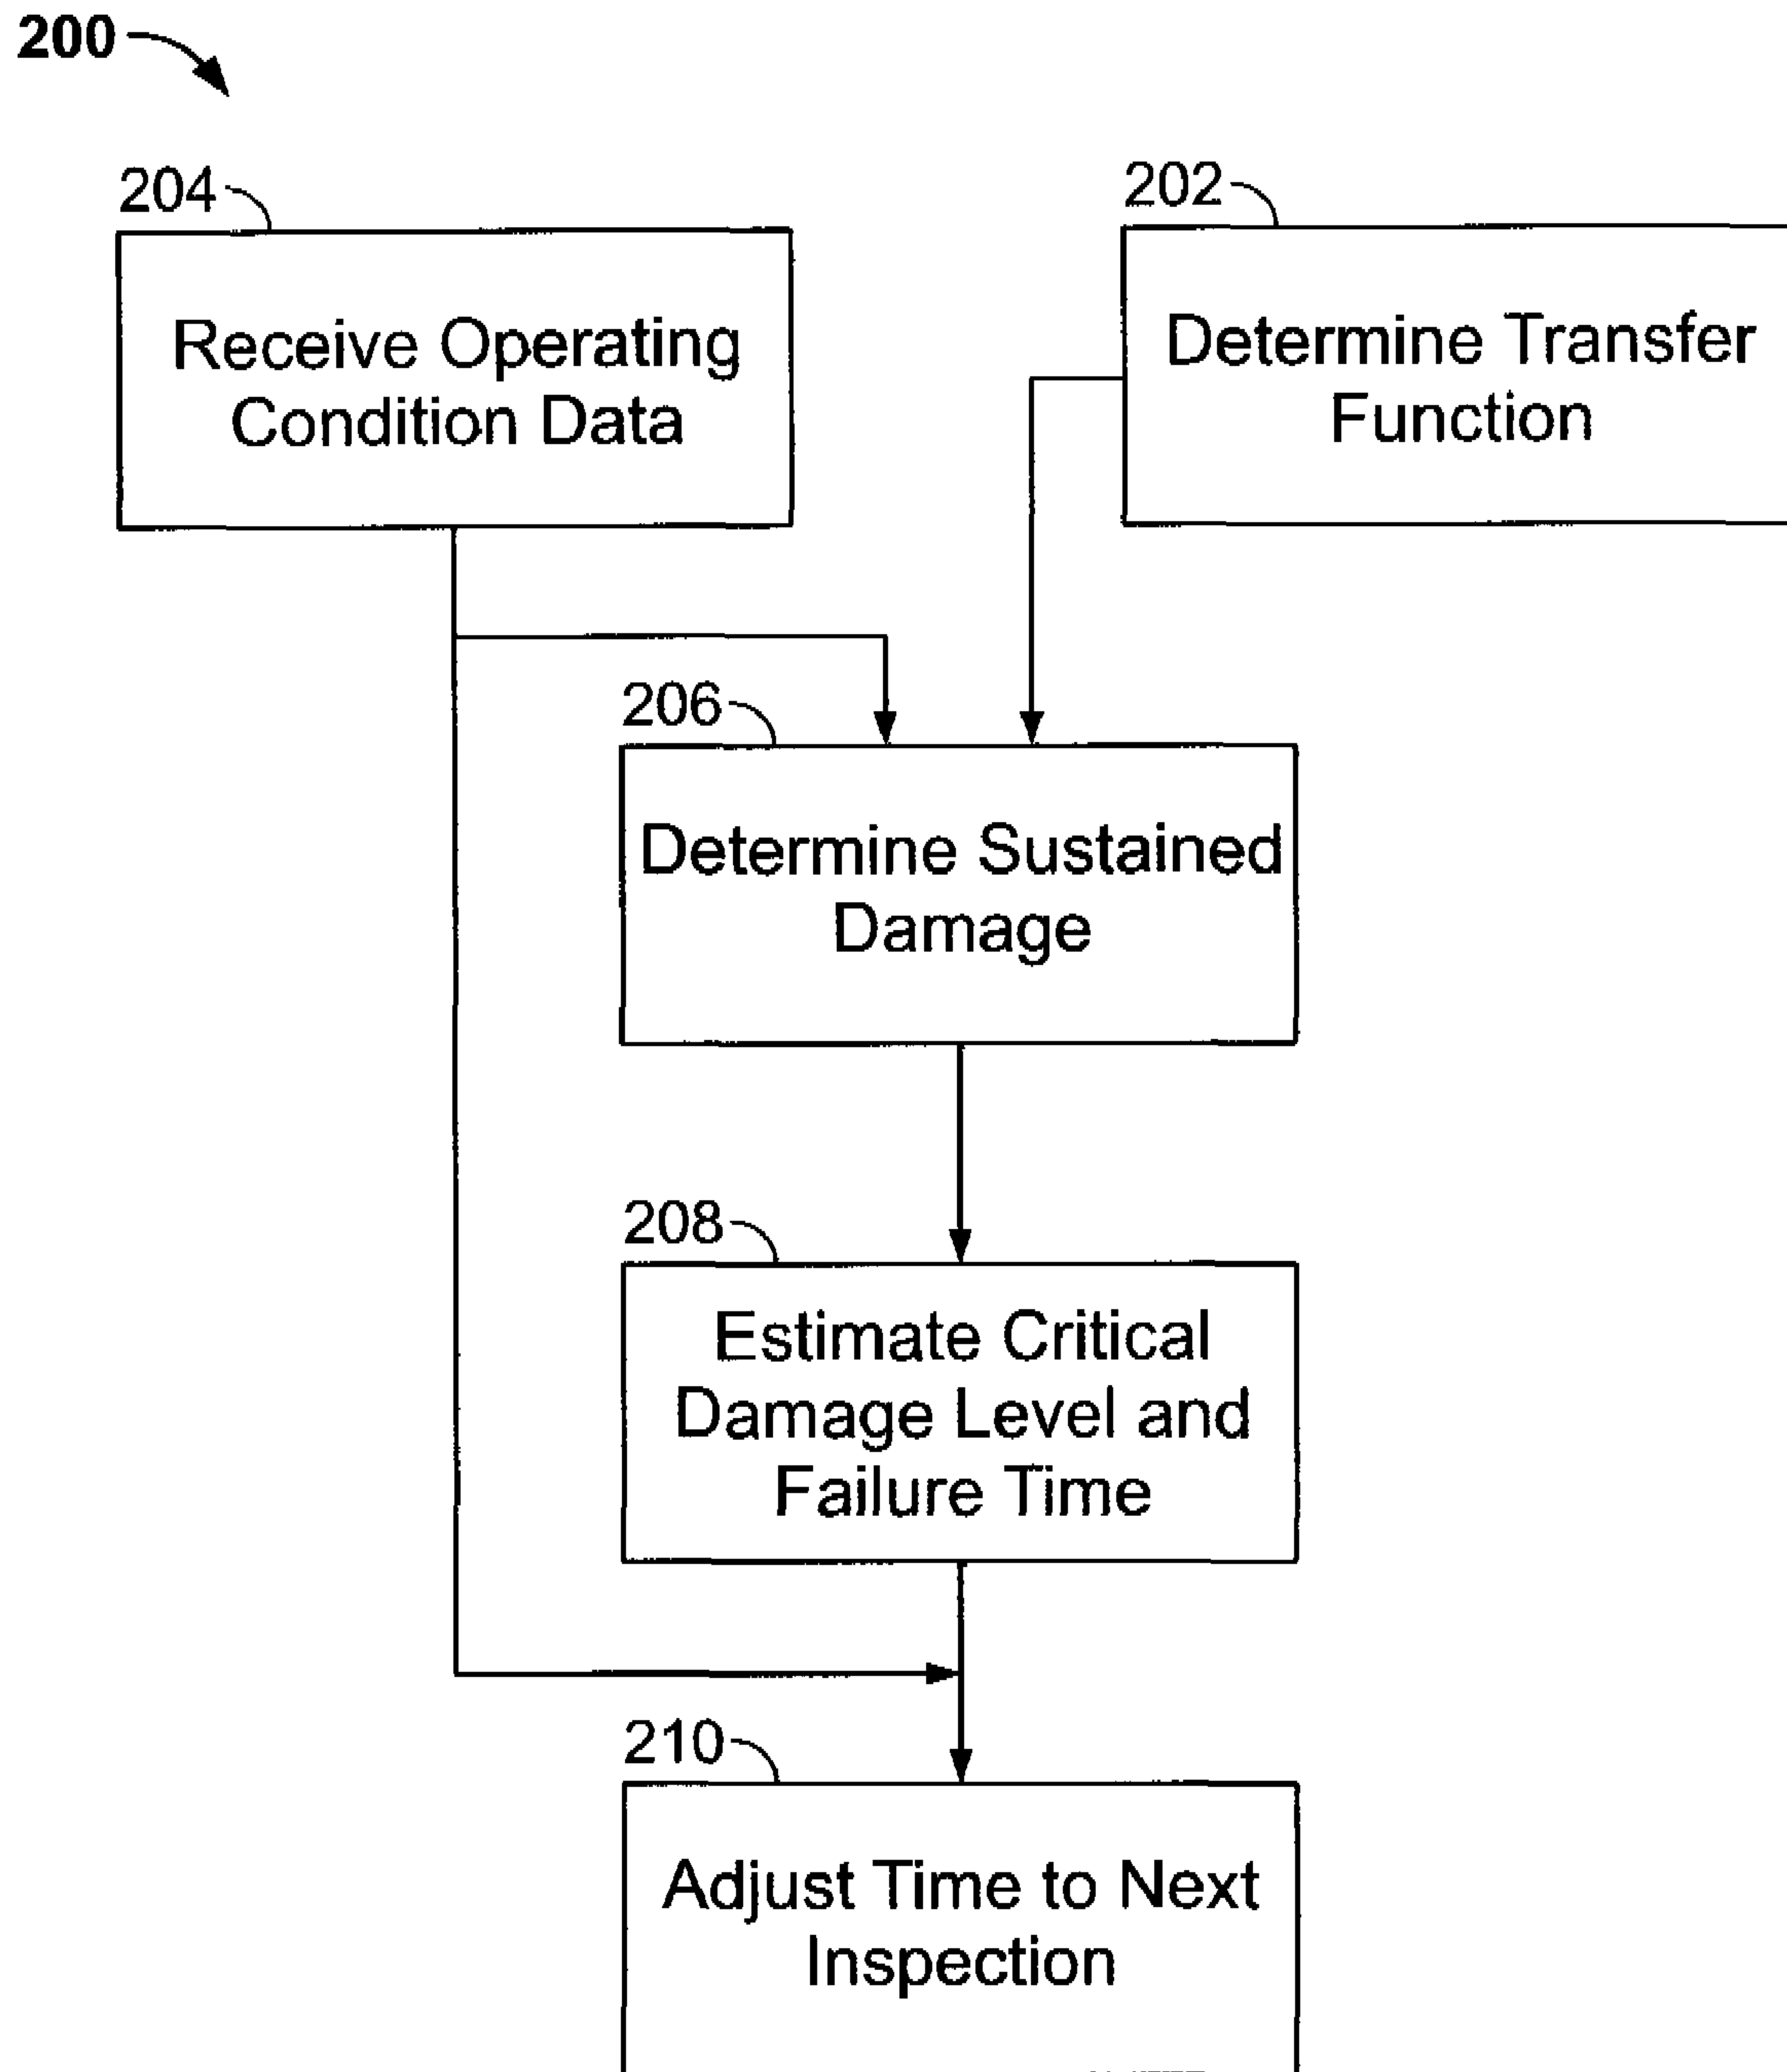 200
204
202
Receive Operating
Condition Data
Determine Transfer
Function
206
Determine Sustained
Damage
208
Estimate Critical
Damage Level and
Failure Time
210
Adjust Time to Next
Inspection